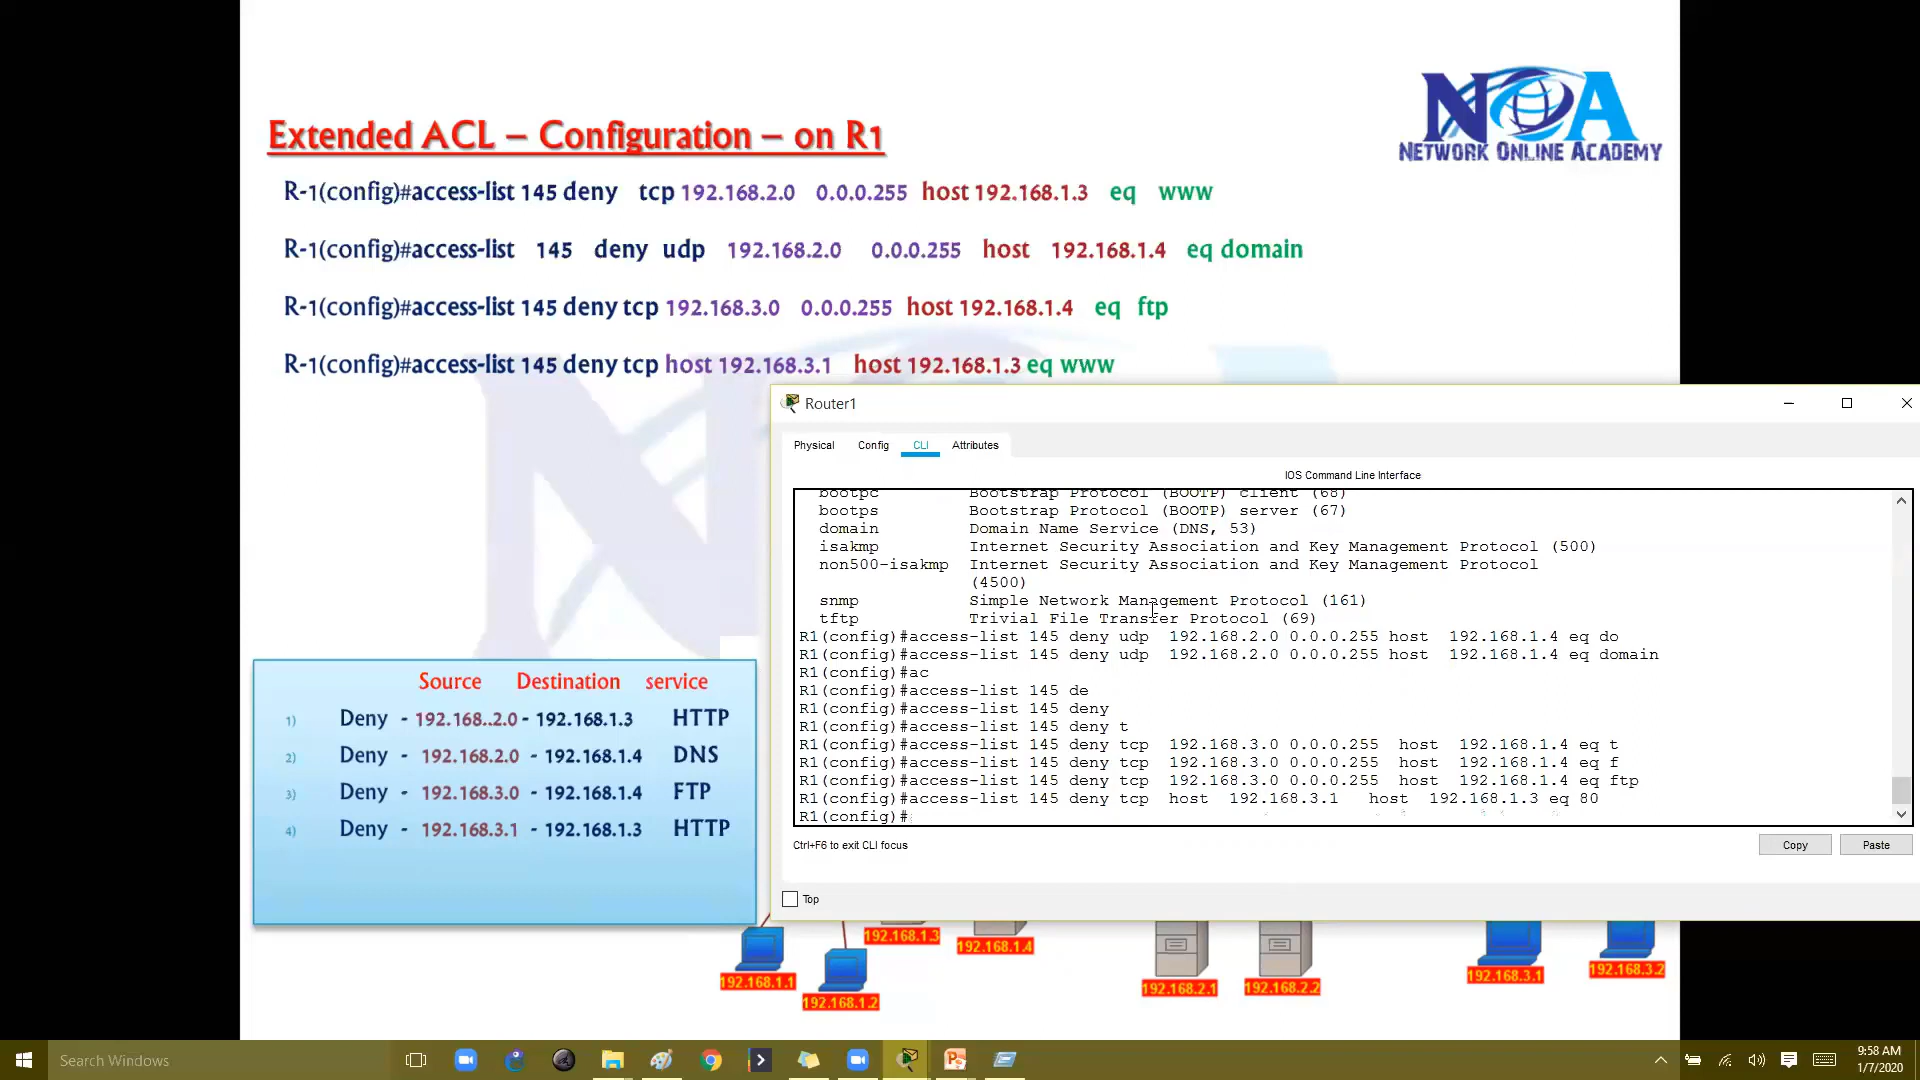 NOA
NETWORK ONLINE ACADEMY
Extended ACL – Configuration – on R1
R-1(config)#access-list 145 deny tcp 192.168.2.0 0.0.0.255 host 192.168.1.3 eq www
R-1(config)#access-list 145 deny udp 192.168.2.0 0.0.0.255 host 192.168.1.4 eq domain
R-1(config)#access-list 145 deny tcp 192.168.3.0 0.0.0.255 host 192.168.1.4 eq ftp
R-1(config)#access-list 145 deny tcp host 192.168.3.1 host 192.168.1.3 eq www
Router1
Physical Config CLI Attributes
IOS Command Line Interface
bootpc Bootstrap Protocol (BOOTP) client (68)
bootps Bootstrap Protocol (BOOTP) server (67)
domain Domain Name Service (DNS, 53)
isakmp Internet Security Association and Key Management Protocol (500)
non500-isakmp Internet Security Association and Key Management Protocol
(4500)
snmp Simple Network Management Protocol (161)
tftp Trivial File Transfer Protocol (69)
R1(config)#access-list 145 deny udp 192.168.2.0 0.0.0.255 host 192.168.1.4 eq do
R1(config)#access-list 145 deny udp 192.168.2.0 0.0.0.255 host 192.168.1.4 eq domain
R1(config)#ac
R1(config)#access-list 145 de
R1(config)#access-list 145 deny
R1(config)#access-list 145 deny t
R1(config)#access-list 145 deny tcp 192.168.3.0 0.0.0.255 host 192.168.1.4 eq t
R1(config)#access-list 145 deny tcp 192.168.3.0 0.0.0.255 host 192.168.1.4 eq f
R1(config)#access-list 145 deny tcp 192.168.3.0 0.0.0.255 host 192.168.1.4 eq ftp
R1(config)#access-list 145 deny tcp host 192.168.3.1 host 192.168.1.3 eq 80
R1(config)#
Ctrl+F6 to exit CLI focus
Copy Paste
Top
Source Destination service
1) Deny - 192.168..2.0 - 192.168.1.3 HTTP
2) Deny - 192.168.2.0 - 192.168.1.4 DNS
3) Deny - 192.168.3.0 - 192.168.1.4 FTP
4) Deny - 192.168.3.1 - 192.168.1.3 HTTP
192.168.1.1
192.168.1.2
192.168.1.3
192.168.1.4
192.168.2.1
192.168.2.2
192.168.3.1
192.168.3.2
Search Windows
9:58 AM
1/7/2020